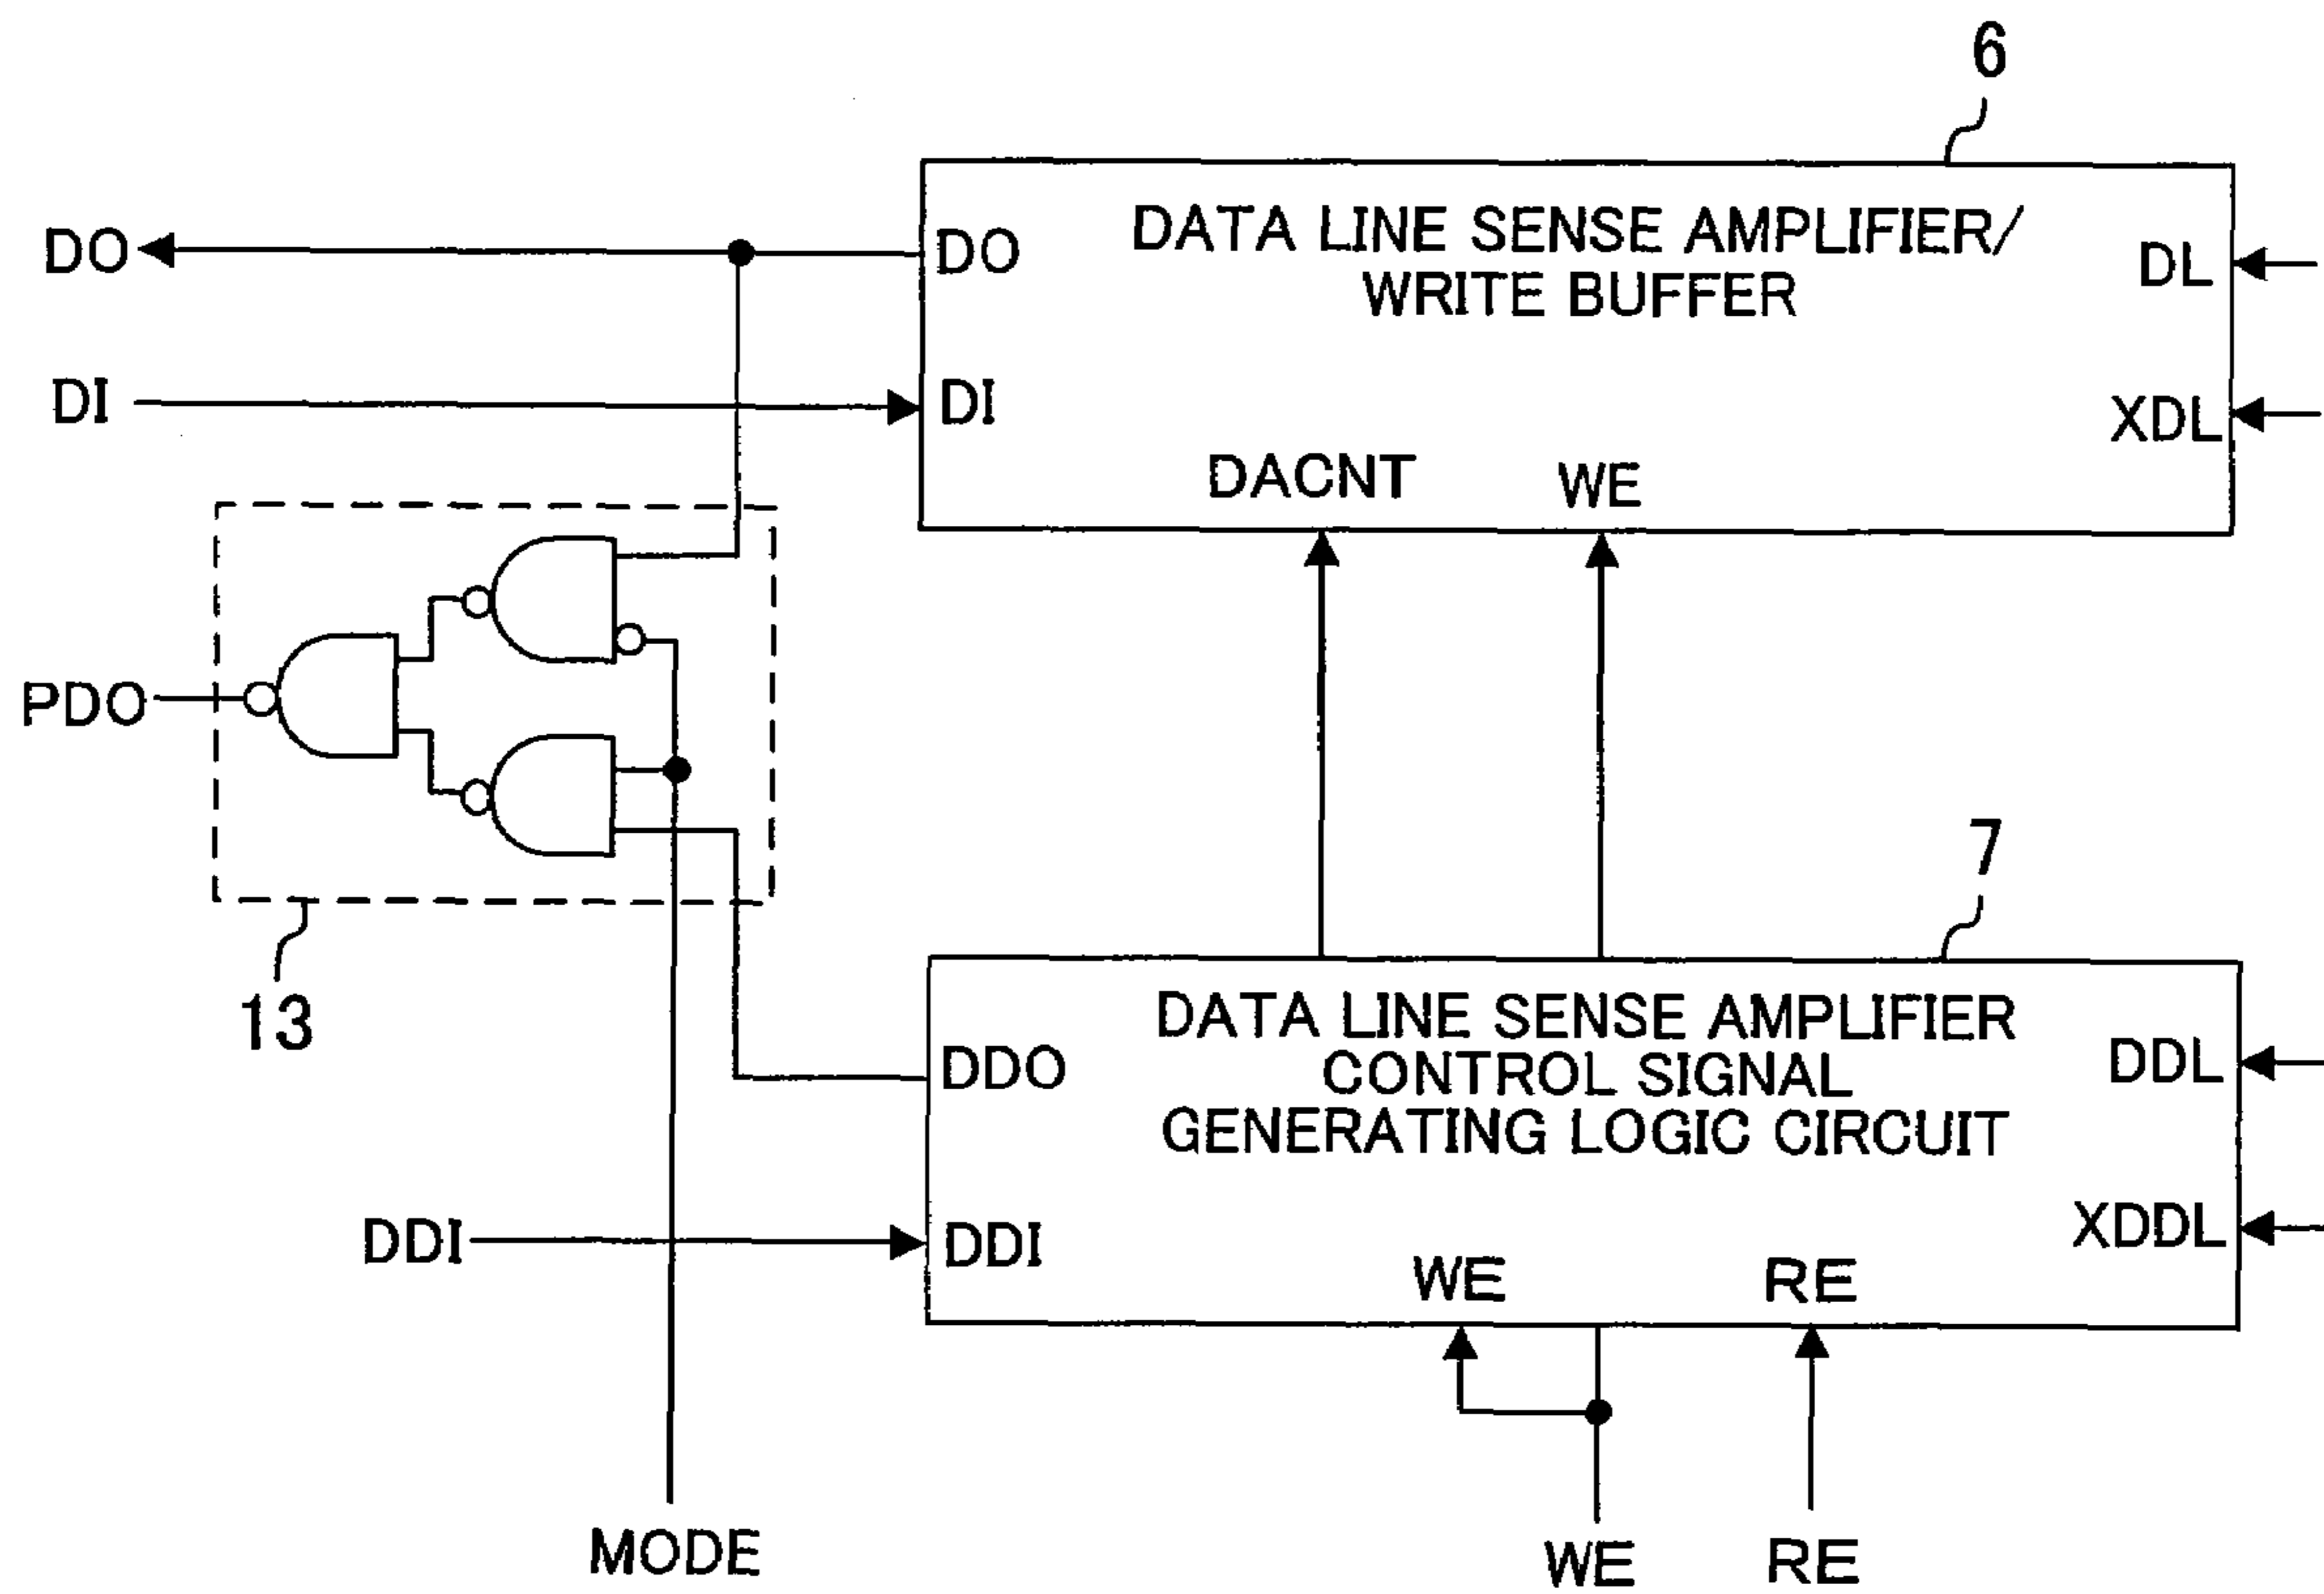 6
DO
DO
DATA LINE SENSE AMPLIFIER/
WRITE BUFFER
DL
DI
DI
XDL
DACNT
WE
PDO
13
7
DATA LINE SENSE AMPLIFIER
CONTROL SIGNAL
GENERATING LOGIC CIRCUIT
DDO
DDL
DDI
DDI
XDDL
WE
RE
MODE
WE
RE